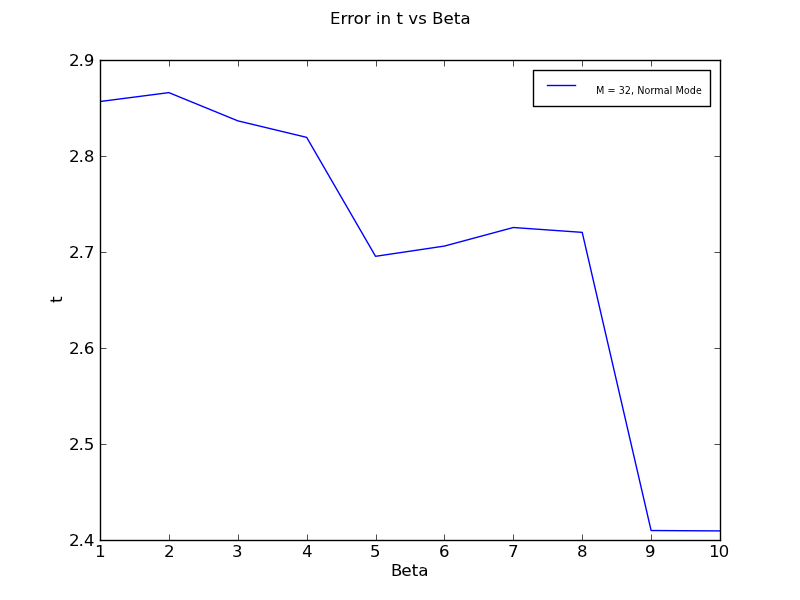 Error in t vs Beta
M = 32, Normal Mode
2.9
2.8
2.7
2.6
2.5
2.4
t
1 2 3 4 5 6 7 8 9 10
Beta